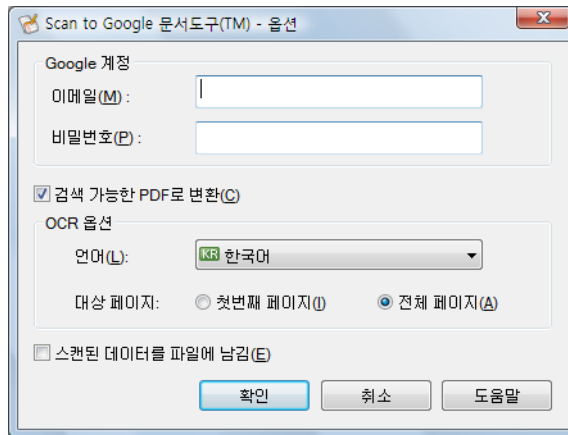 Scan to Google 문서도구(TM) - 옵션
Google 계정
이메일(M) :
비밀번호(P) :
검색 가능한 PDF로 변환(C)
OCR 옵션
언어(L):
KR 한국어
대상 페이지:
첫번째 페이지(I)
전체 페이지(A)
스캔된 데이터를 파일에 남김(E)
확인
취소
도움말